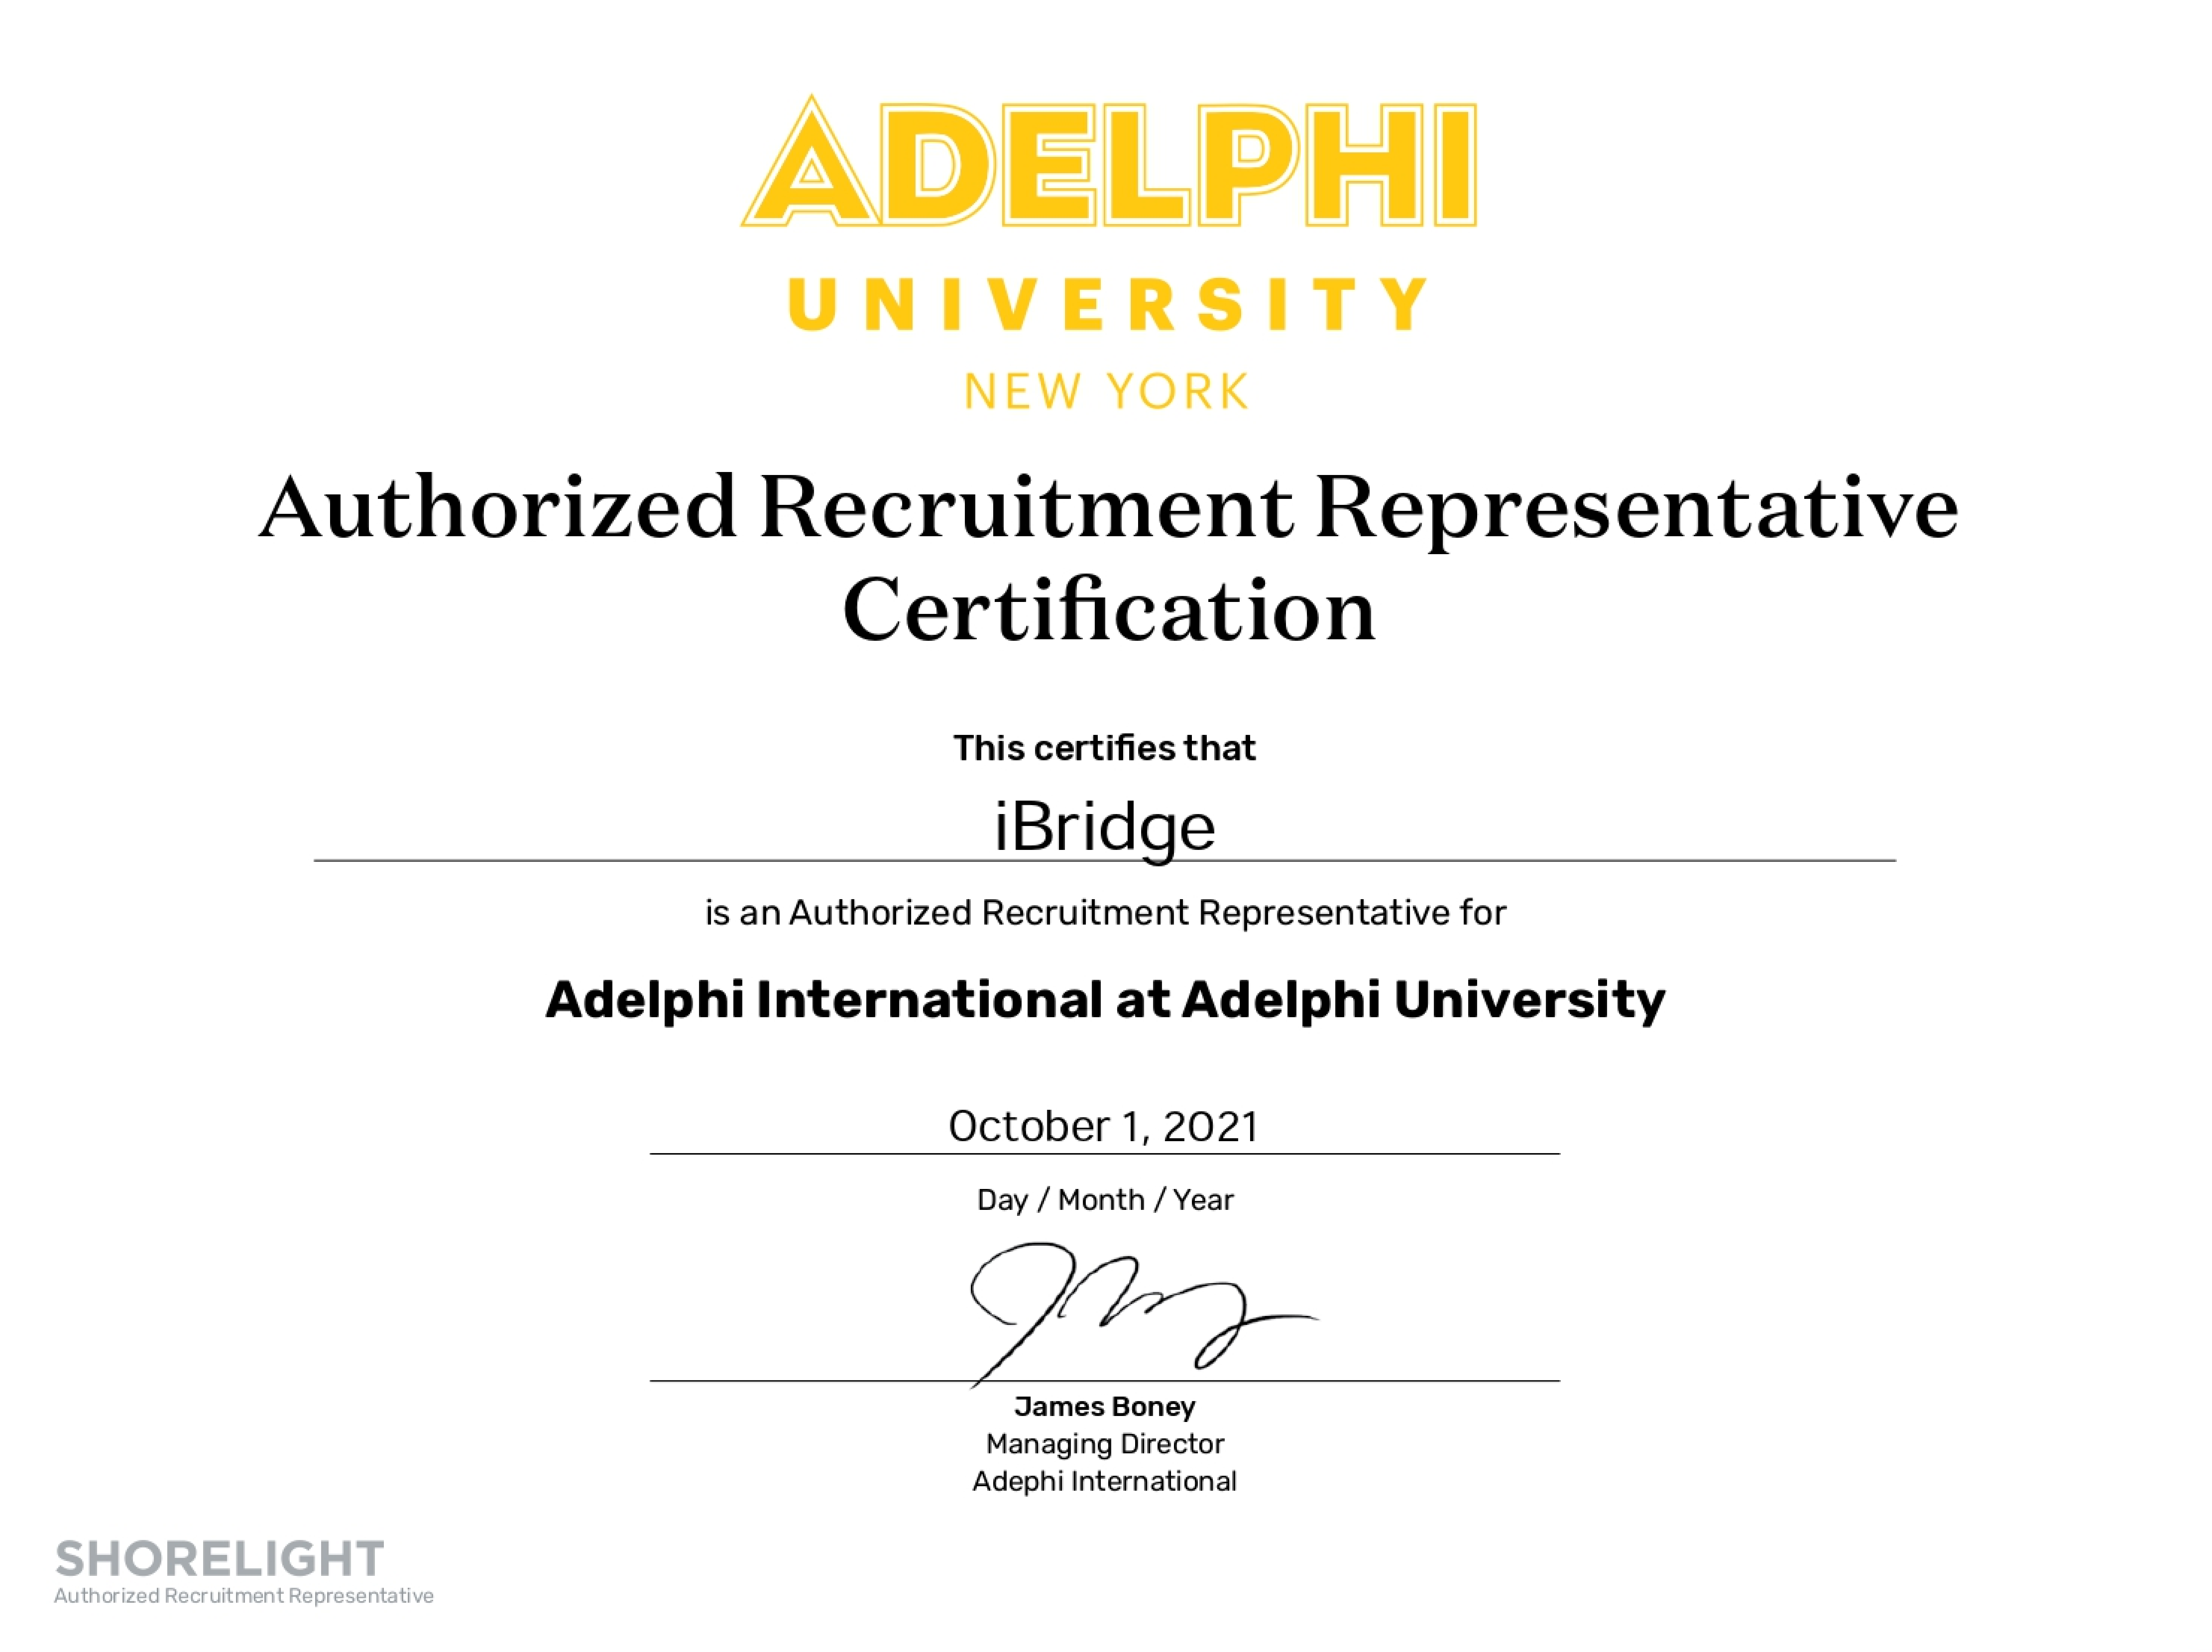 ADELPHI
UNIVERSITY
NEW YORK
Authorized Recruitment Representative
Certification
This certifies that
iBridge
is an Authorized Recruitment Representative for
Adelphi International at Adelphi University
October 1, 2021
Day / Month / Year
James Boney
Managing Director
Adephi International
SHORELIGHT
Authorized Recruitment Representative